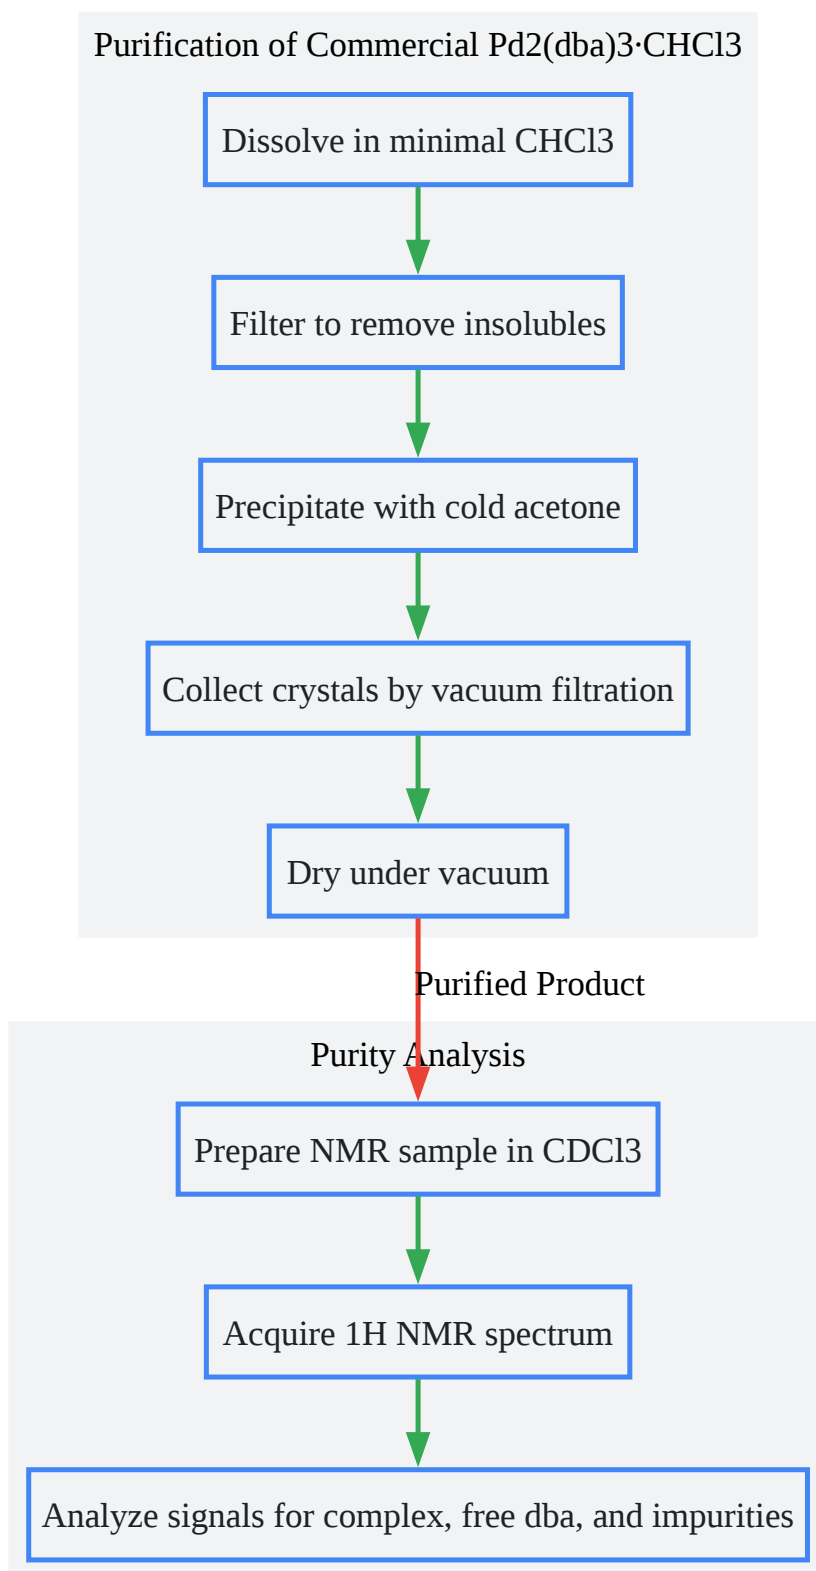 Purification of Commercial Pd2(dba)3·CHCl3
Dissolve in minimal CHCl3
Filter to remove insolubles
Precipitate with cold acetone
Collect crystals by vacuum filtration
Dry under vacuum
Purified Product
Purity Analysis
Prepare NMR sample in CDCl3
Acquire 1H NMR spectrum
Analyze signals for complex, free dba, and impurities